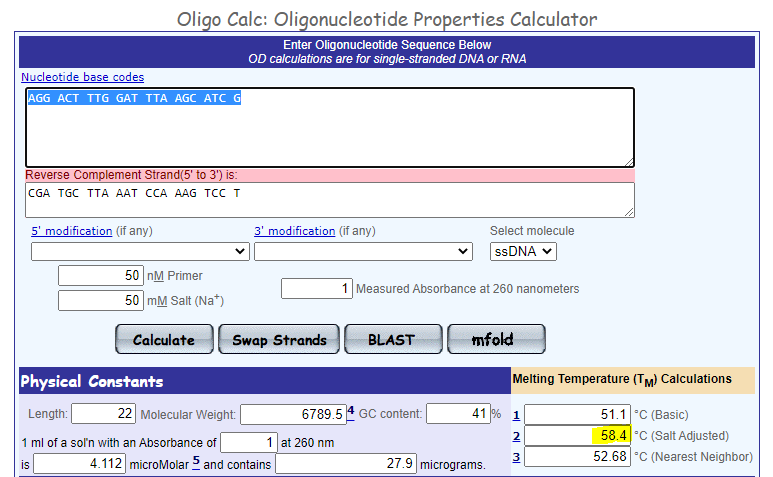 Oligo Calc: Oligonucleotide Properties Calculator
Enter Oligonucleotide Sequence Below
OD calculations are for single-stranded DNA or RNA
Nucleotide base codes
AGG ACT TTG GAT TTA AGC ATC G
Reverse Complement Strand(5' to 3') is:
CGA TGC TTA AAT CCA AAG TCC T
5' modification (if any) 3' modification (if any) Select molecule
ssDNA
50 nM Primer
1 Measured Absorbance at 260 nanometers
50 mM Salt (Na+)
Calculate Swap Strands BLAST mfold
Physical Constants
Melting Temperature (TM) Calculations
Length: 22 Molecular Weight: 6789.5 4 GC content: 41 %
1 51.1 °C (Basic)
1 ml of a sol'n with an Absorbance of 1 at 260 nm
2 58.4 °C (Salt Adjusted)
is 4.112 microMolar 5 and contains 27.9 micrograms.
3 52.68 °C (Nearest Neighbor)